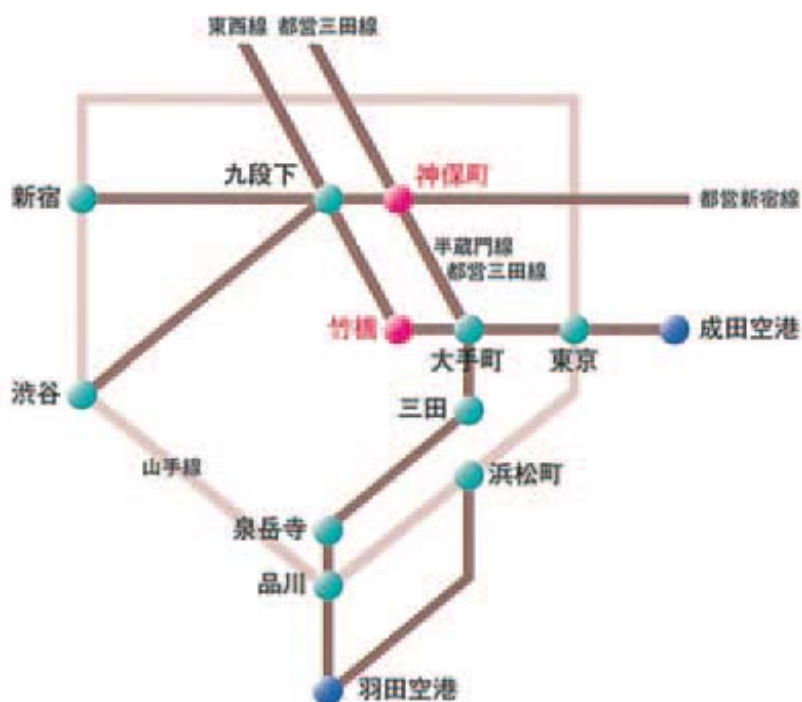 東西線 都営三田線
九段下
神保町
新宿
都営新宿線
半蔵門線
都営三田線
竹橋
大手町
東京
成田空港
渋谷
三田
山手線
浜松町
泉岳寺
品川
羽田空港